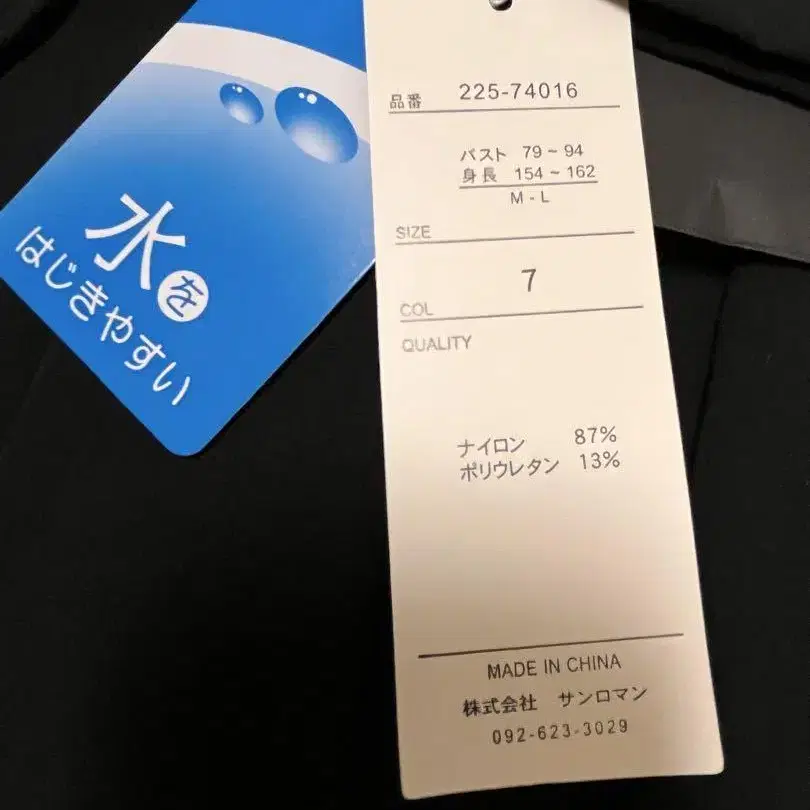 水を
はじきやすい
品番 225-74016
バスト 79~94
身長 154~162
M-L
SIZE
7
COL
QUALITY
ナイロン 87%
ポリウレタン 13%
MADE IN CHINA
株式会社 サンロマン
092-623-3029